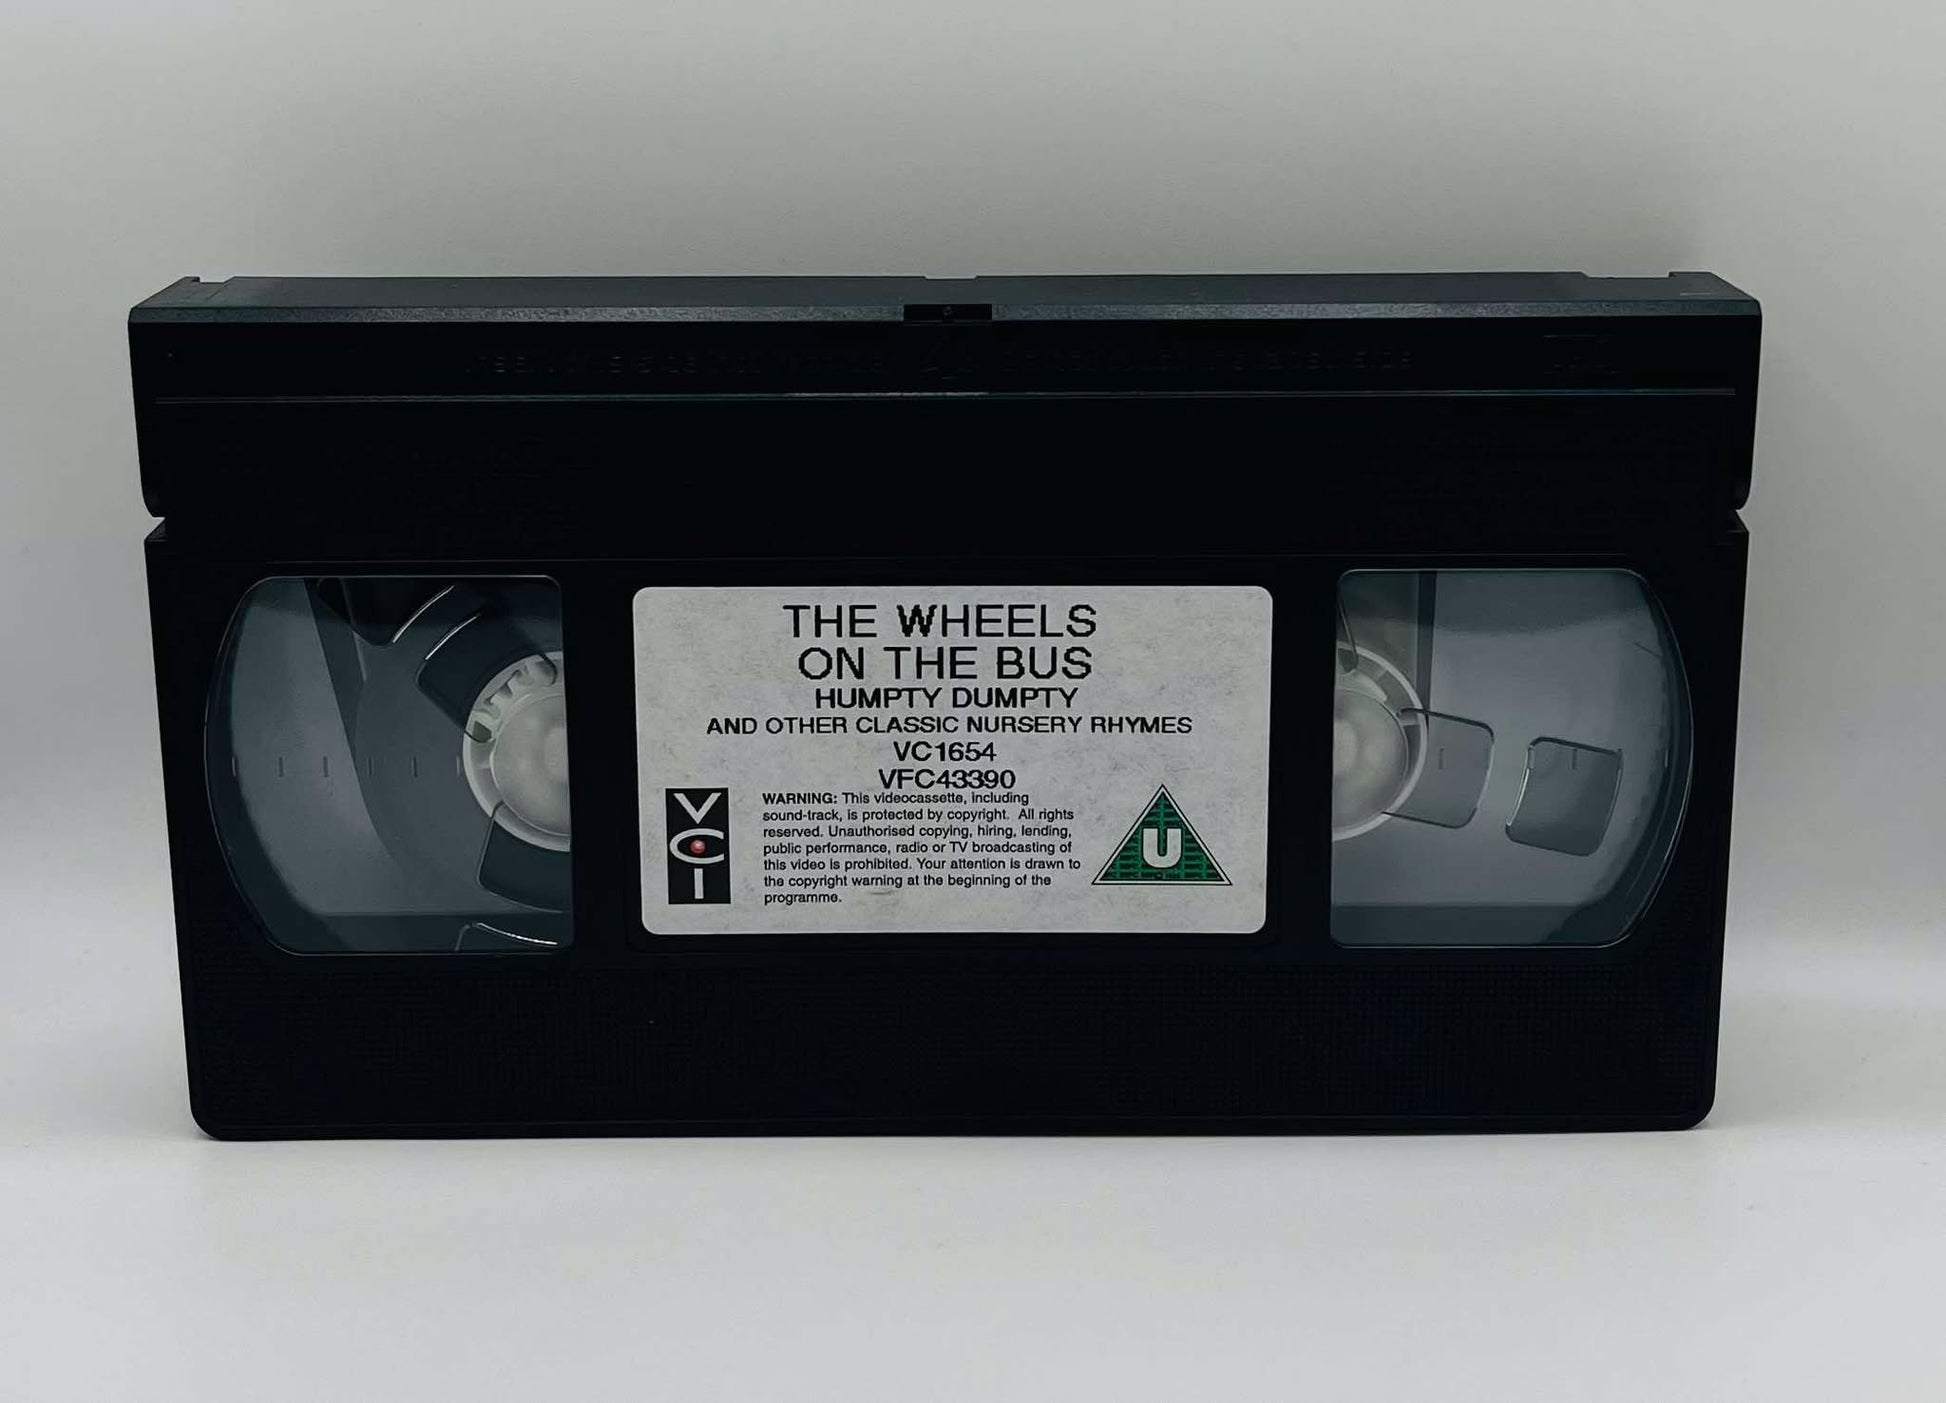 THE WHEELS
ON THE BUS
HUMPTY DUMPTY
AND OTHER CLASSIC NURSERY RHYMES
VC1654
VFC43390
VCI
WARNING: This videocassette, including
sound-track, is protected by copyright. All rights
reserved. Unauthorised copying, hiring, lending,
public performance, radio or TV broadcasting of
this video is prohibited. Your attention is drawn to
the copyright warning at the beginning of the
programme.
U